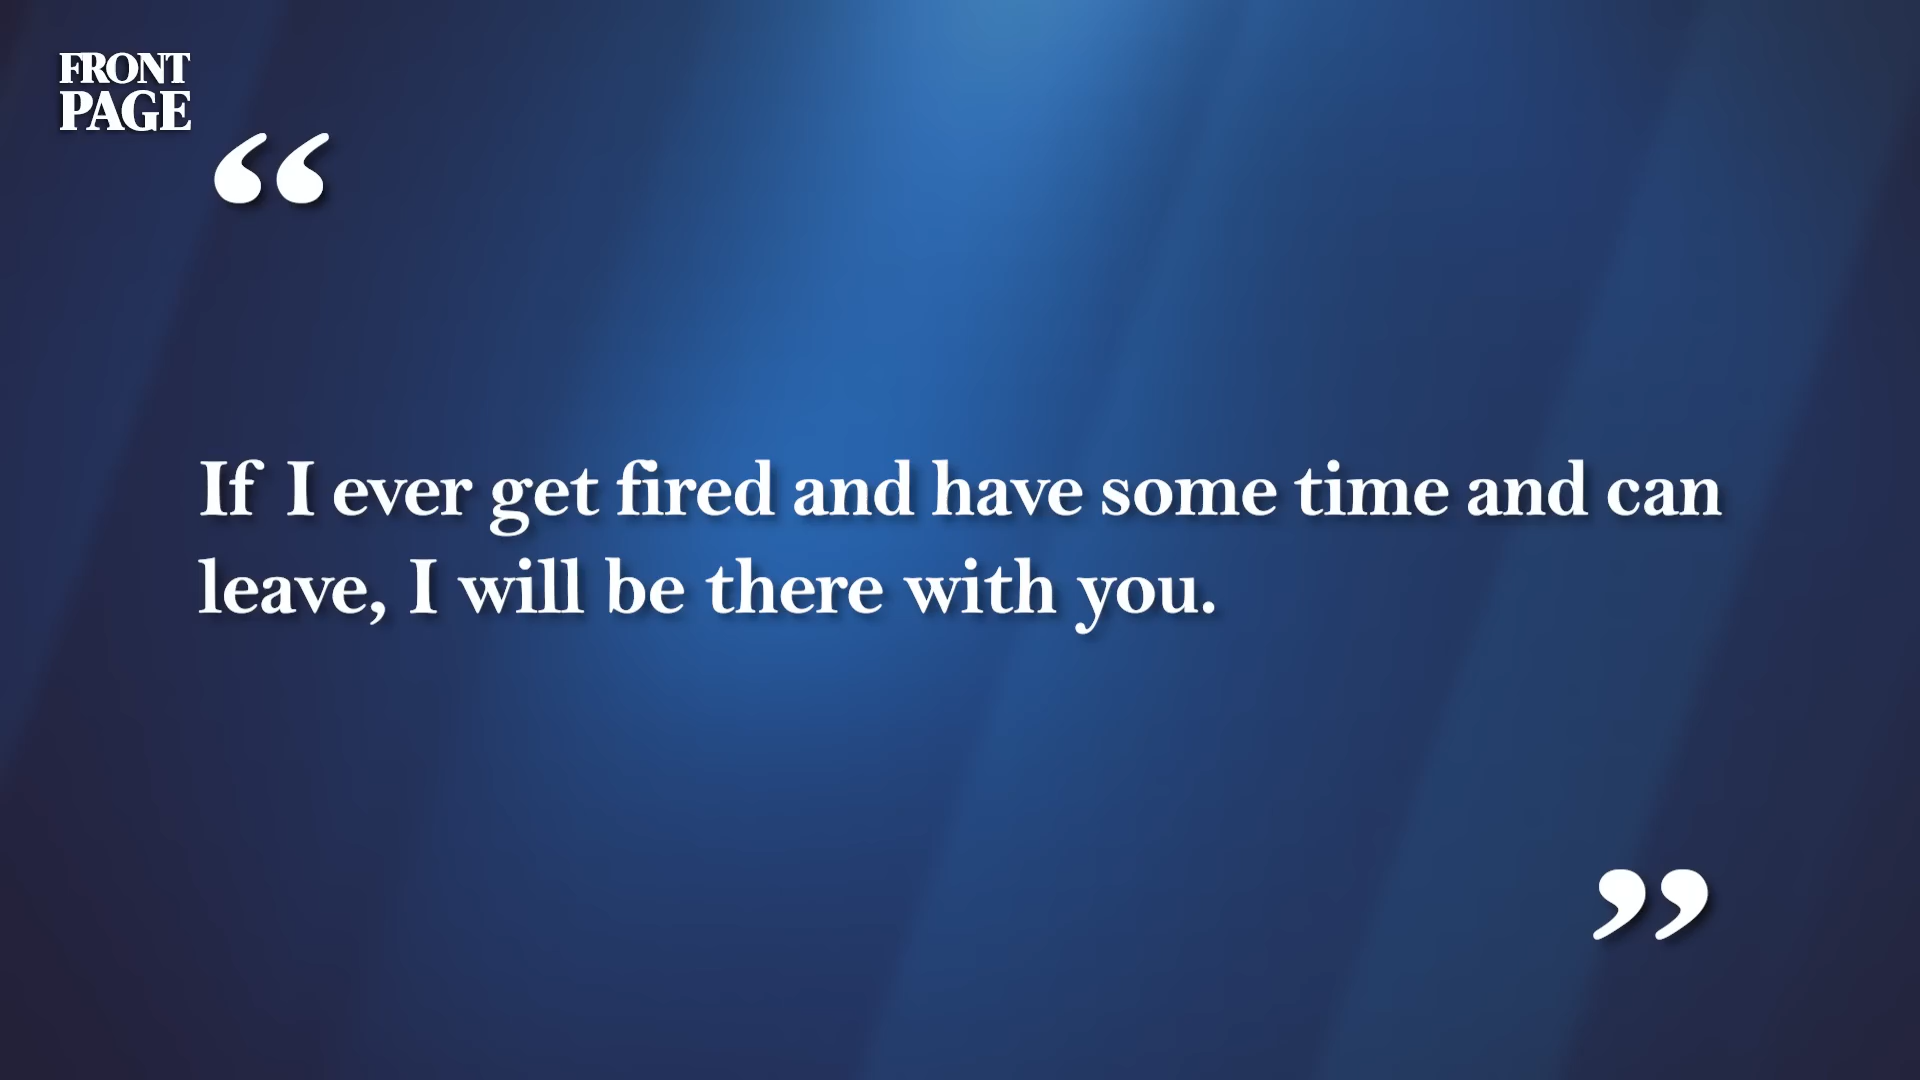 FRONT
PAGE
“
If I ever get fired and have some time and can
leave, I will be there with you.
”